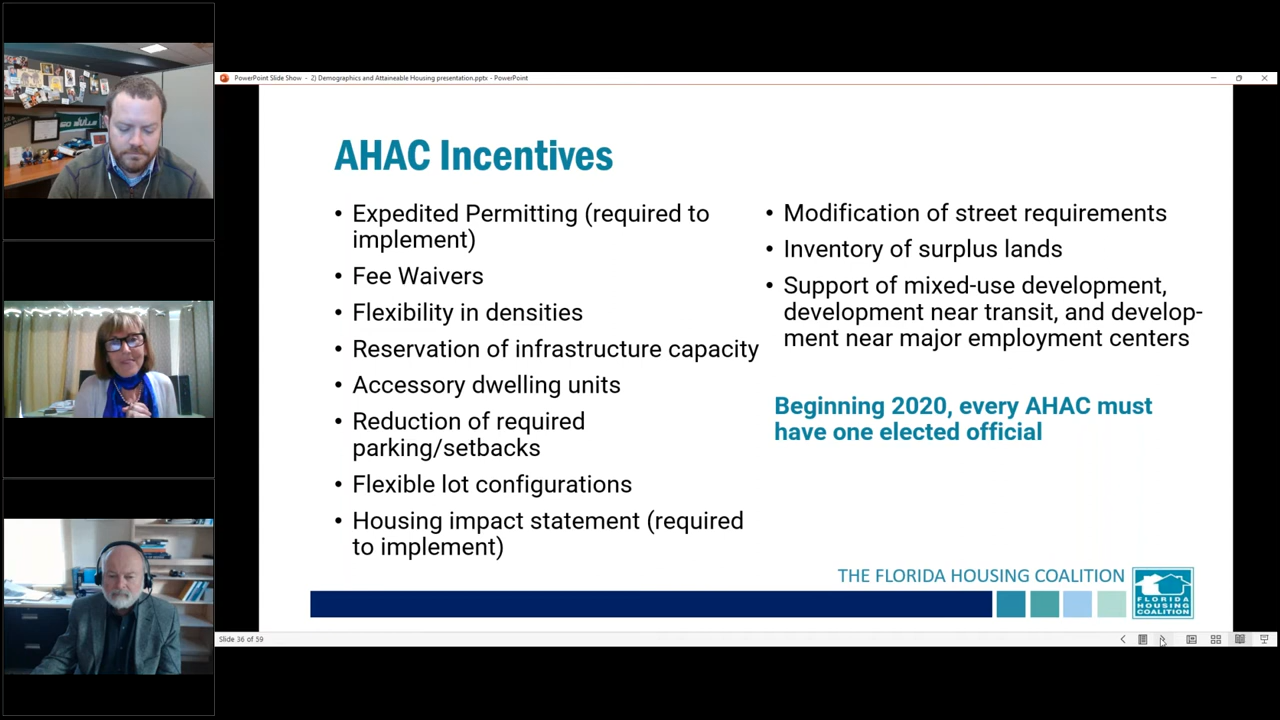 PowerPoint Slide Show - 2) Demographics and Attaineable Housing presentation.pptx - PowerPoint
AHAC Incentives
• Expedited Permitting (required to
implement)
• Fee Waivers
• Flexibility in densities
• Reservation of infrastructure capacity
• Accessory dwelling units
• Reduction of required
parking/setbacks
• Flexible lot configurations
• Housing impact statement (required
to implement)
• Modification of street requirements
• Inventory of surplus lands
• Support of mixed-use development,
development near transit, and develop-
ment near major employment centers
Beginning 2020, every AHAC must
have one elected official
THE FLORIDA HOUSING COALITION
FLORIDA
HOUSING
COALITION
Slide 36 of 59
GO BULLS